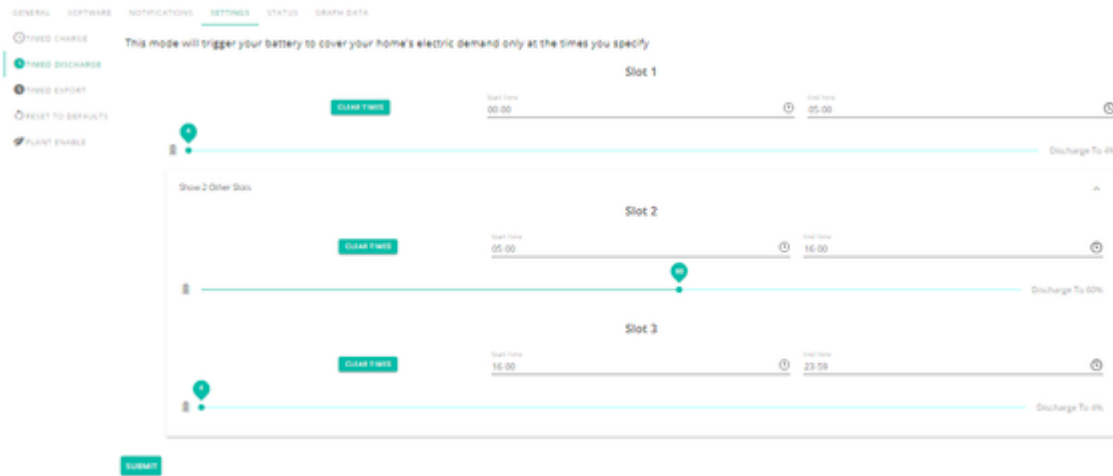 GENERAL SOFTWARE NOTIFICATIONS SETTINGS STATUS GRAPH DATA
TIMED CHARGE
TIMED DISCHARGE
TIMED EXPORT
RESET TO DEFAULTS
PLANT ENABLE
This mode will trigger your battery to cover your home's electric demand only at the times you specify
Slot 1
CLEAR TIMES
Start Time
00:00
End Time
05:00
4
Discharge To 4%
Show 2 Other Slots
Slot 2
CLEAR TIMES
Start Time
05:00
End Time
16:00
60
Discharge To 60%
Slot 3
CLEAR TIMES
Start Time
16:00
End Time
23:59
4
Discharge To 4%
SUBMIT